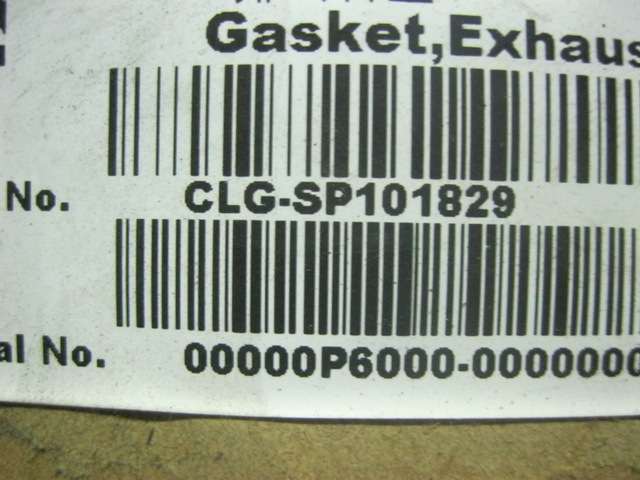 Gasket,Exhaus
No. CLG-SP101829
al No. 00000P6000-0000000